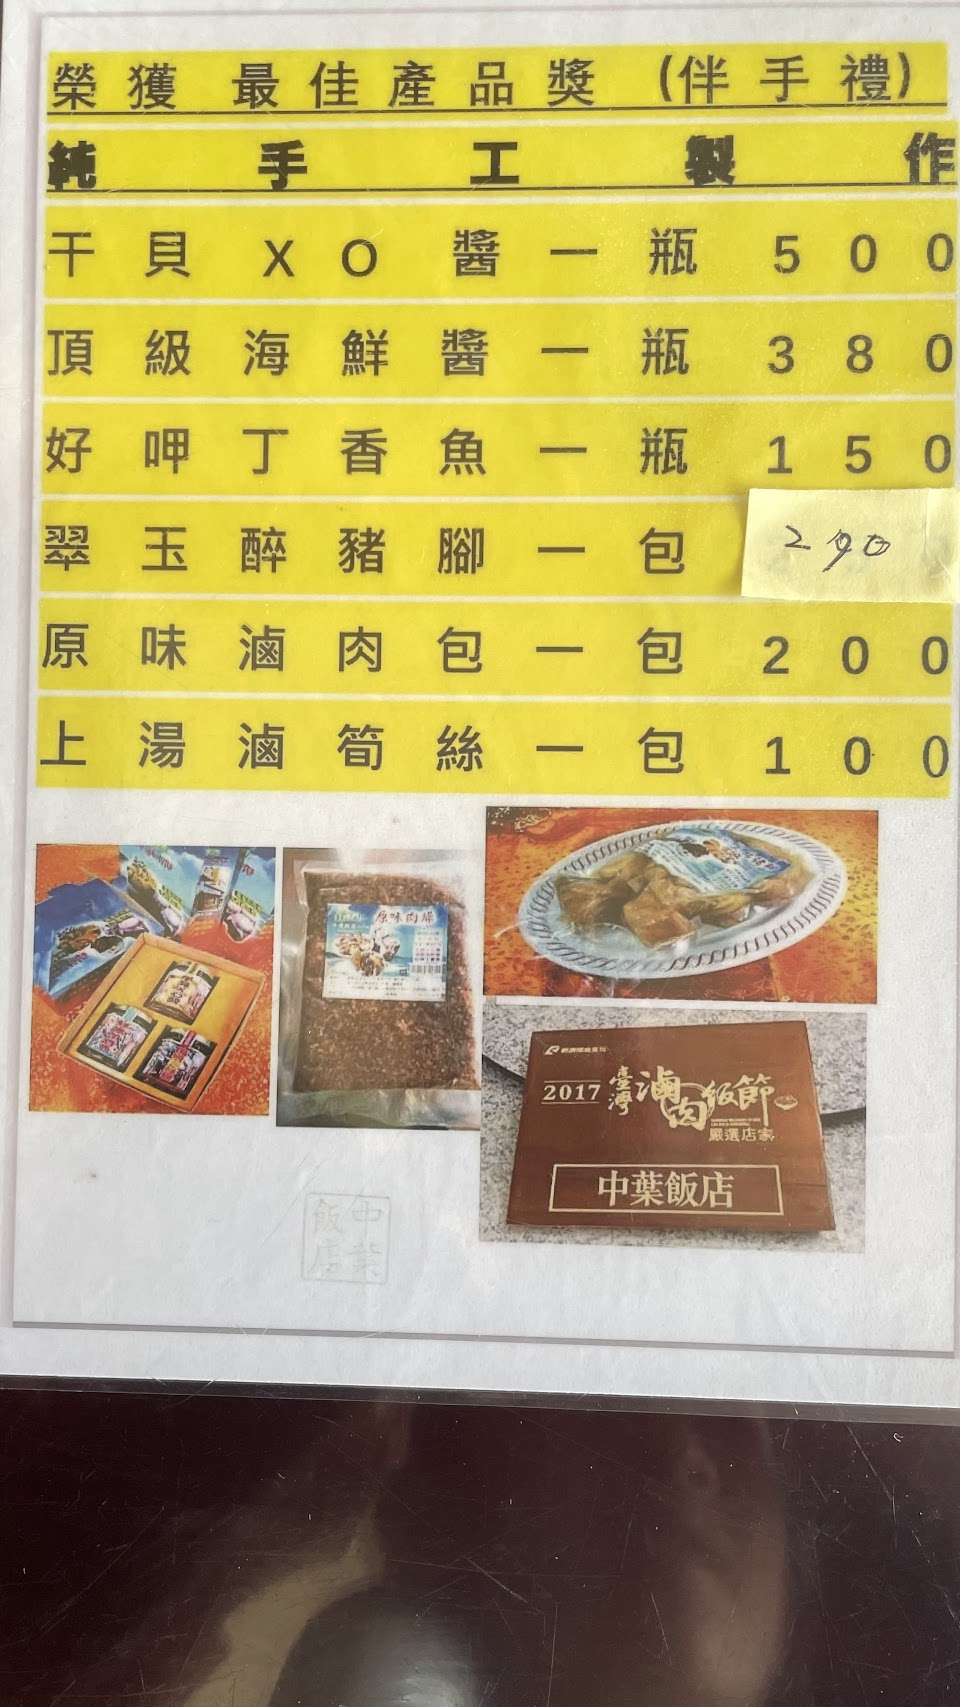 榮獲 最佳產品獎 (伴手禮)
純手工製作
干貝XO醬一瓶500
頂級海鮮醬一瓶380
好呷丁香魚一瓶150
翠玉醉豬腳一包 290
原味滷肉包一包200
上湯滷筍絲一包100
原味肉燥
2017 臺灣滷肉飯節
嚴選店家
中葉飯店
中葉飯店